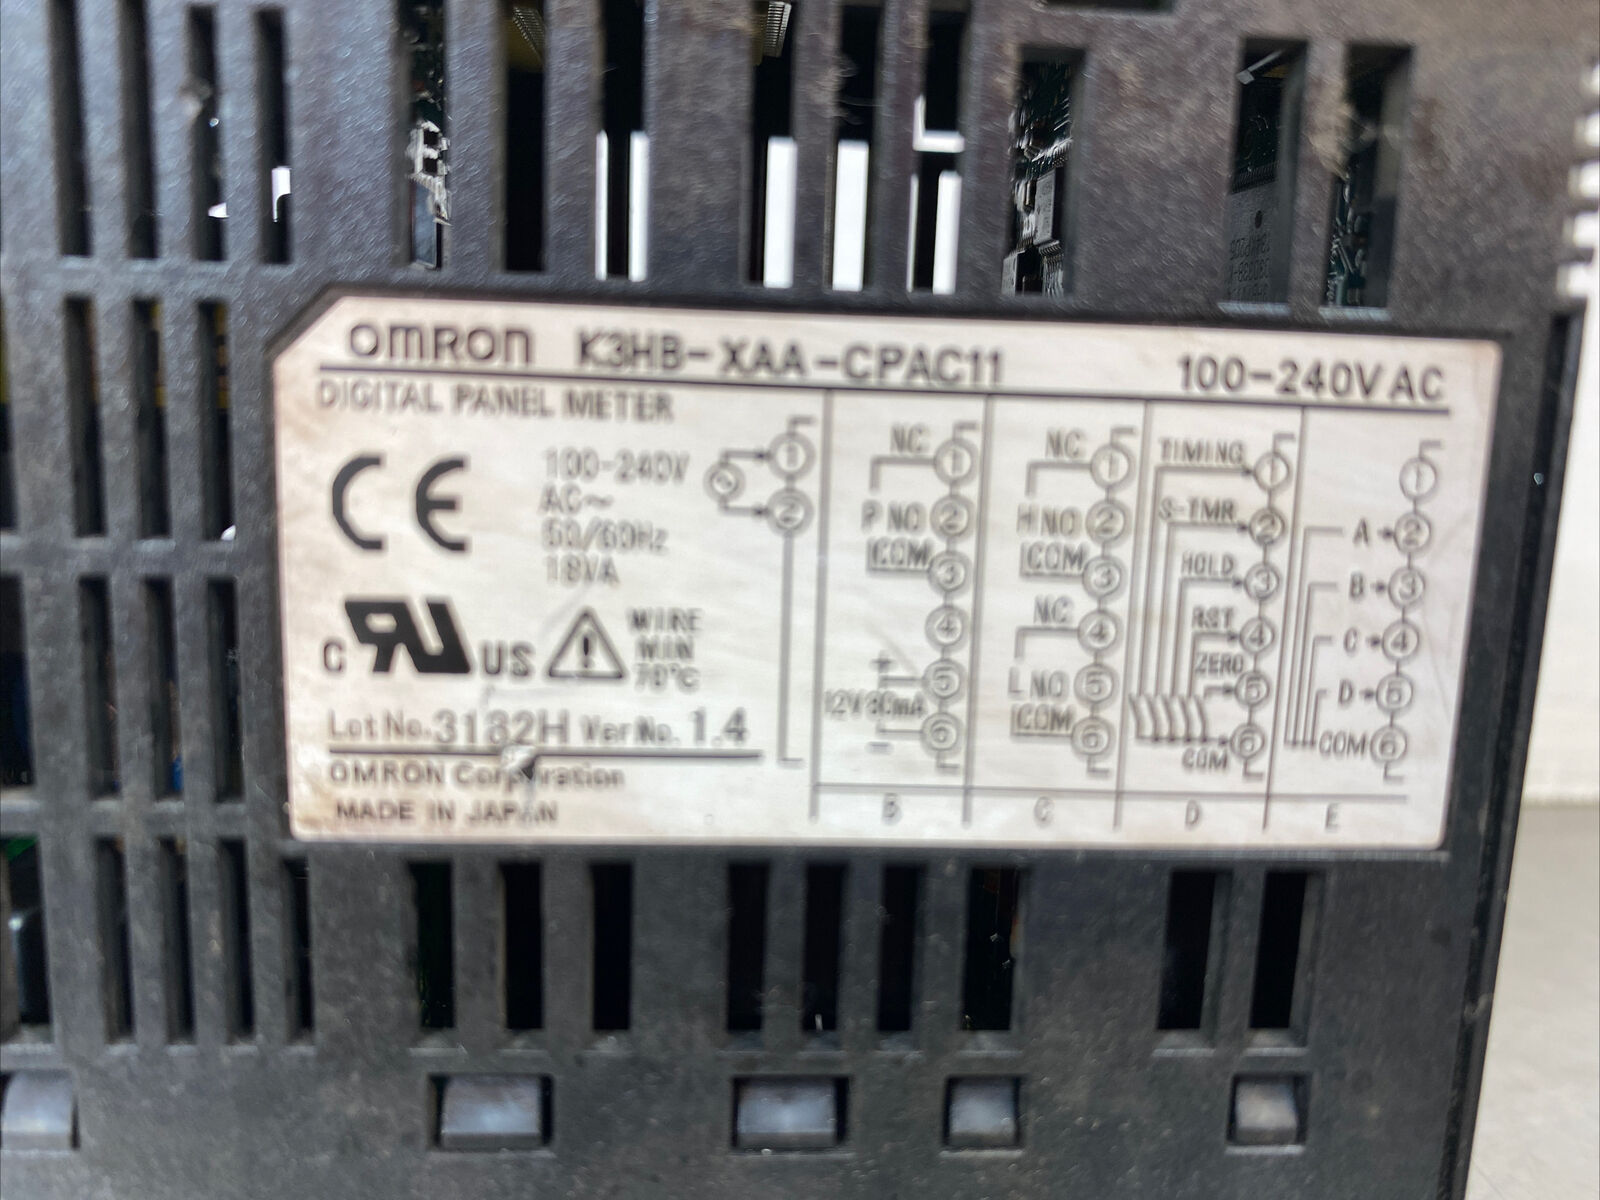 OMRON K3HB-XAA-CPAC11 100-240V AC
DIGITAL PANEL METER
CE
100-240V
AC~
50/60Hz
18VA
1
2
C RU US
WIRE
MIN
70°C
Lot No. 3182H Ver No. 1.4
OMRON Corporation
MADE IN JAPAN
NC 1
P NO 2
COM 3
4
+ 5
12V 80mA
- 6
B
NC 1
H NO 2
COM 3
NC 4
L NO 5
COM 6
C
TIMING 1
S-TMR 2
HOLD 3
RST 4
ZERO 5
COM 6
D
1
A 2
B 3
C 4
D 5
COM 6
E